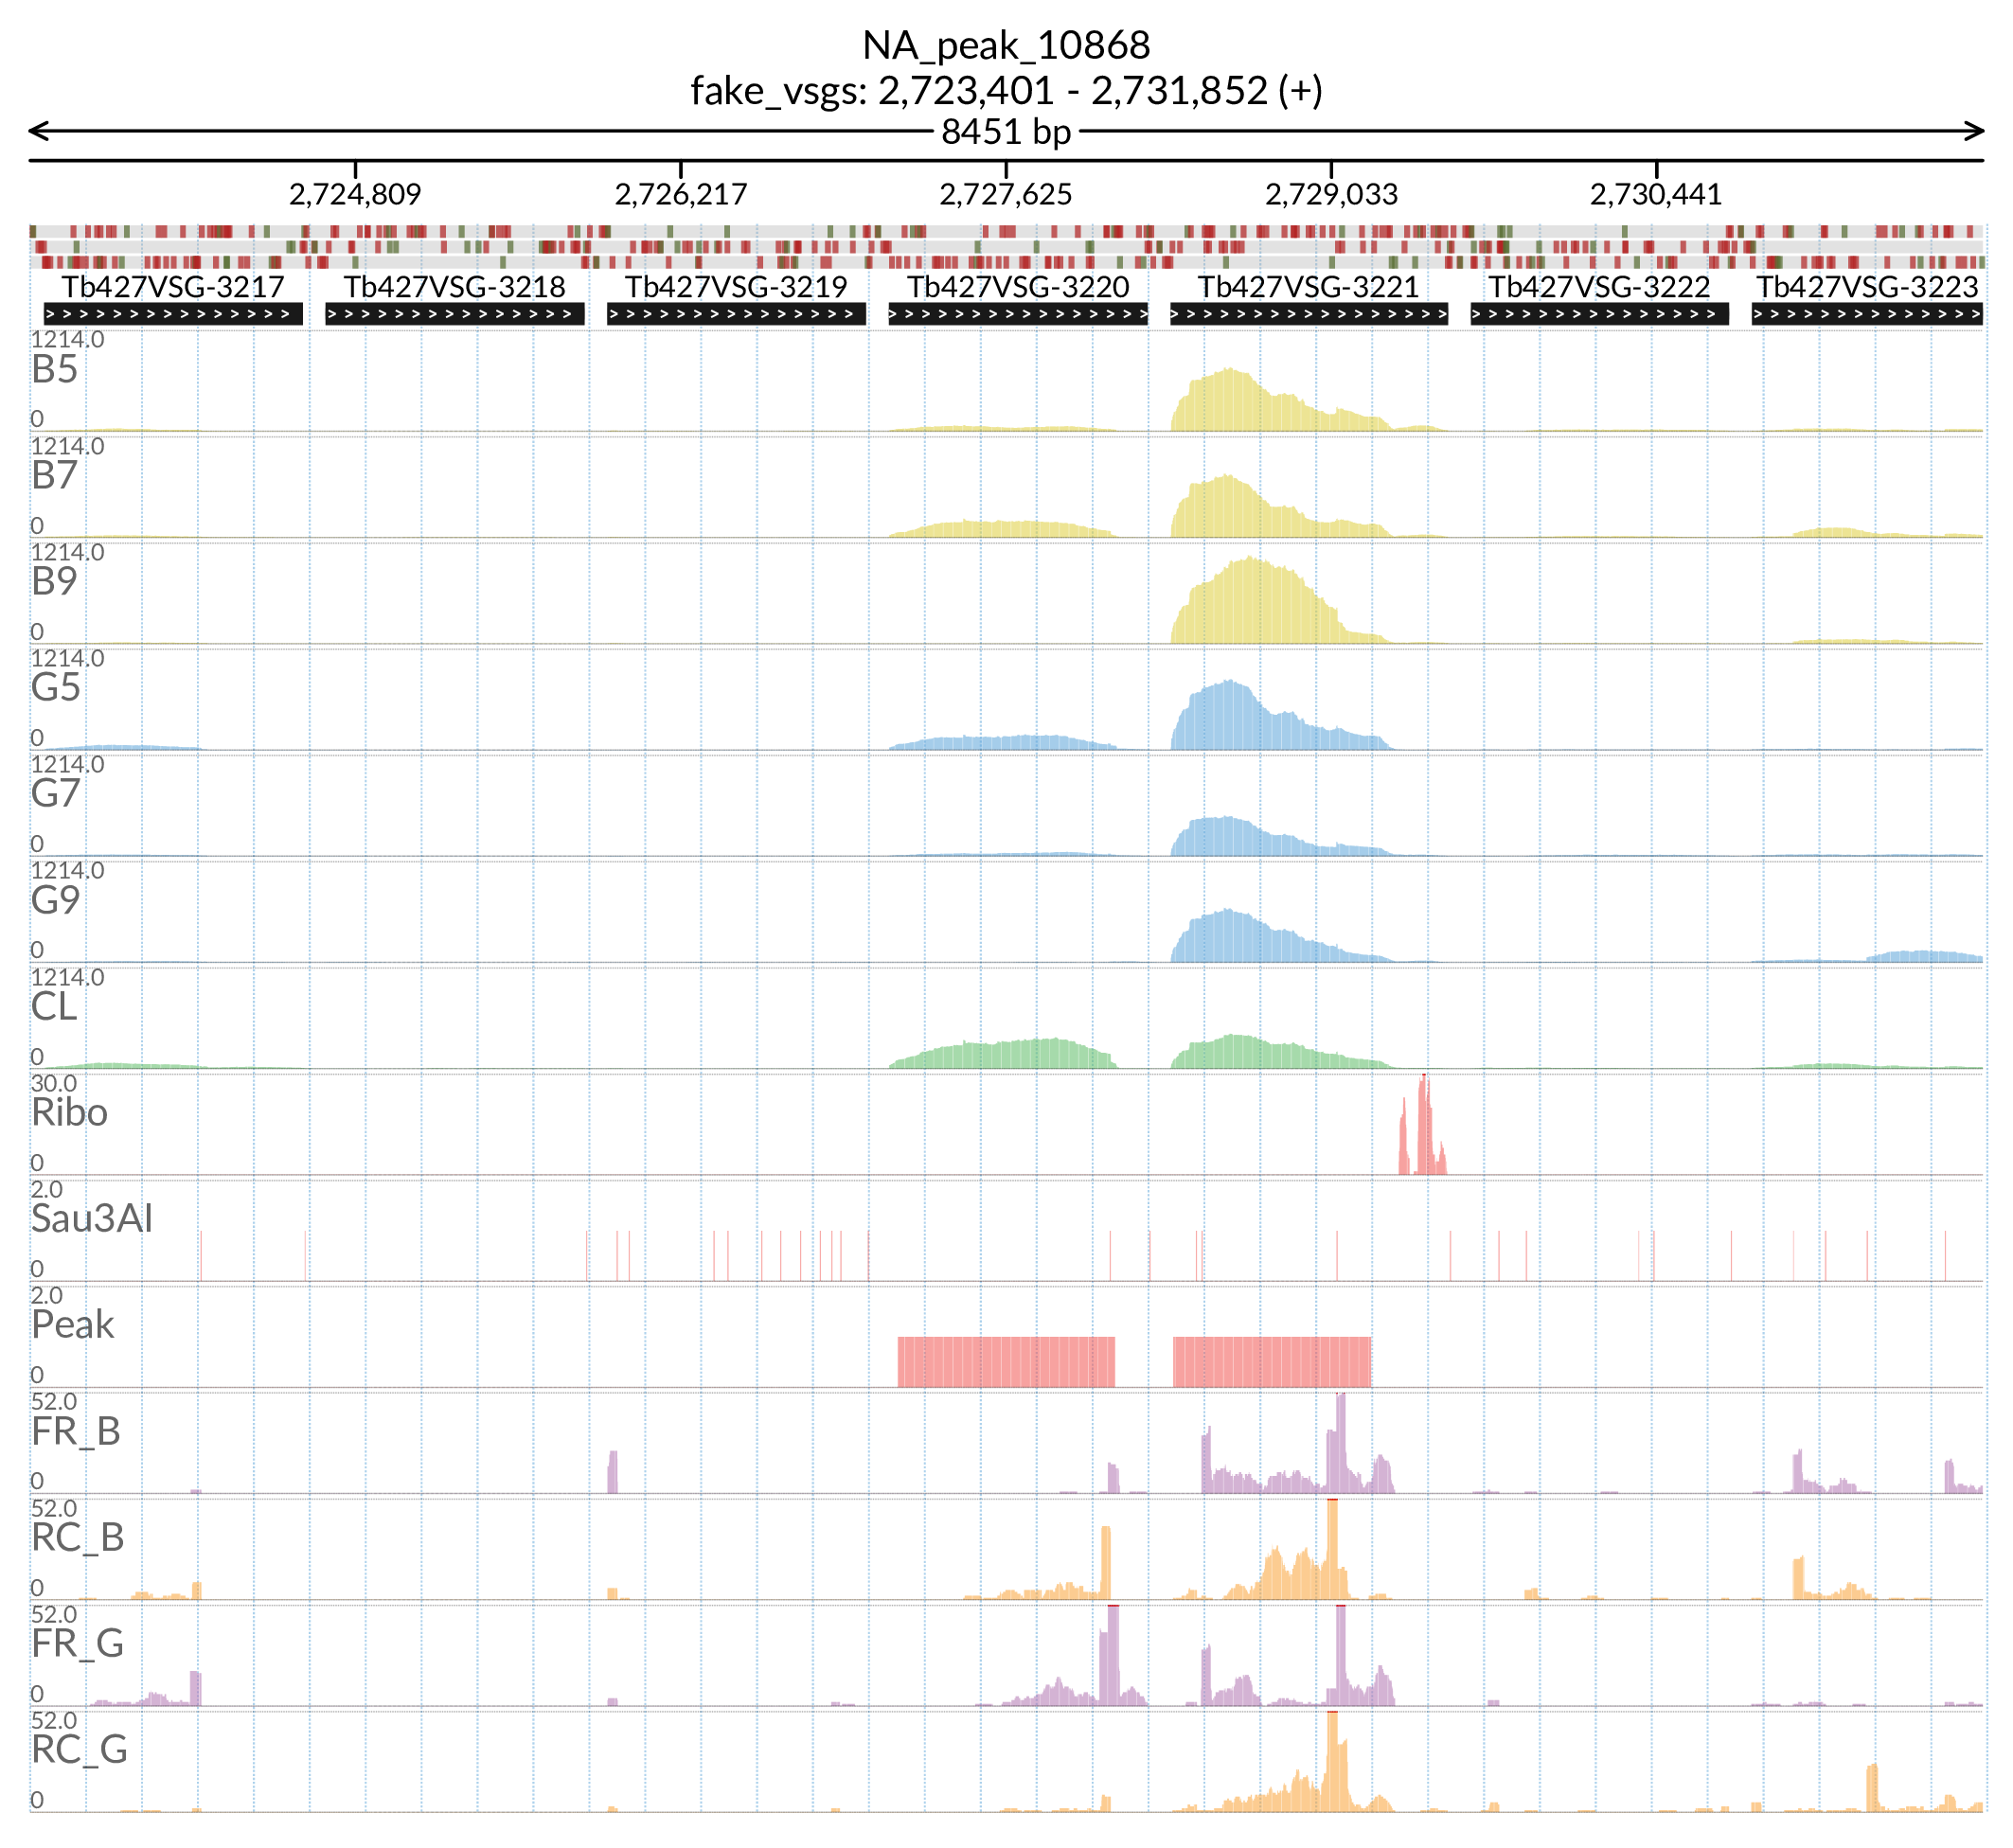 NA_peak_10868
fake_vsgs: 2,723,401 - 2,731,852 (+)
8451 bp
2,724,809 2,726,217 2,727,625 2,729,033 2,730,441
Tb427VSG-3217 Tb427VSG-3218 Tb427VSG-3219 Tb427VSG-3220 Tb427VSG-3221 Tb427VSG-3222 Tb427VSG-3223
1214.0
B5
0
1214.0
B7
0
1214.0
B9
0
1214.0
G5
0
1214.0
G7
0
1214.0
G9
0
1214.0
CL
0
30.0
Ribo
0
2.0
Sau3AI
0
2.0
Peak
0
52.0
FR_B
0
52.0
RC_B
0
52.0
FR_G
0
52.0
RC_G
0